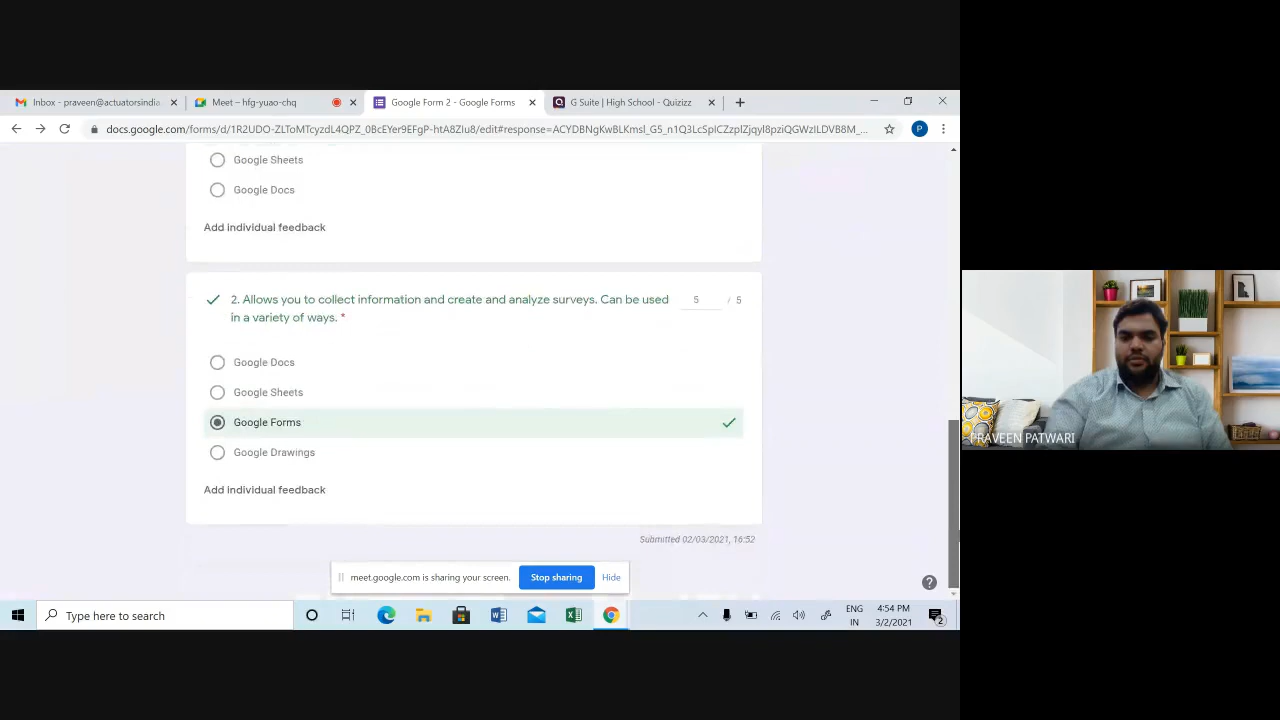 Inbox - praveen@actuatorsindia
Meet – hfg-yuao-chq
Google Form 2 - Google Forms
G Suite | High School - Quizizz
Google Sheets
Google Docs
Add individual feedback
2. Allows you to collect information and create and analyze surveys. Can be used
in a variety of ways. *
5 / 5
Google Docs
Google Sheets
Google Forms
Google Drawings
Add individual feedback
Submitted 02/03/2021, 16:52
meet.google.com is sharing your screen.
Stop sharing
Hide
Type here to search
ENG
IN
4:54 PM
3/2/2021
2
PRAVEEN PATWARI
P